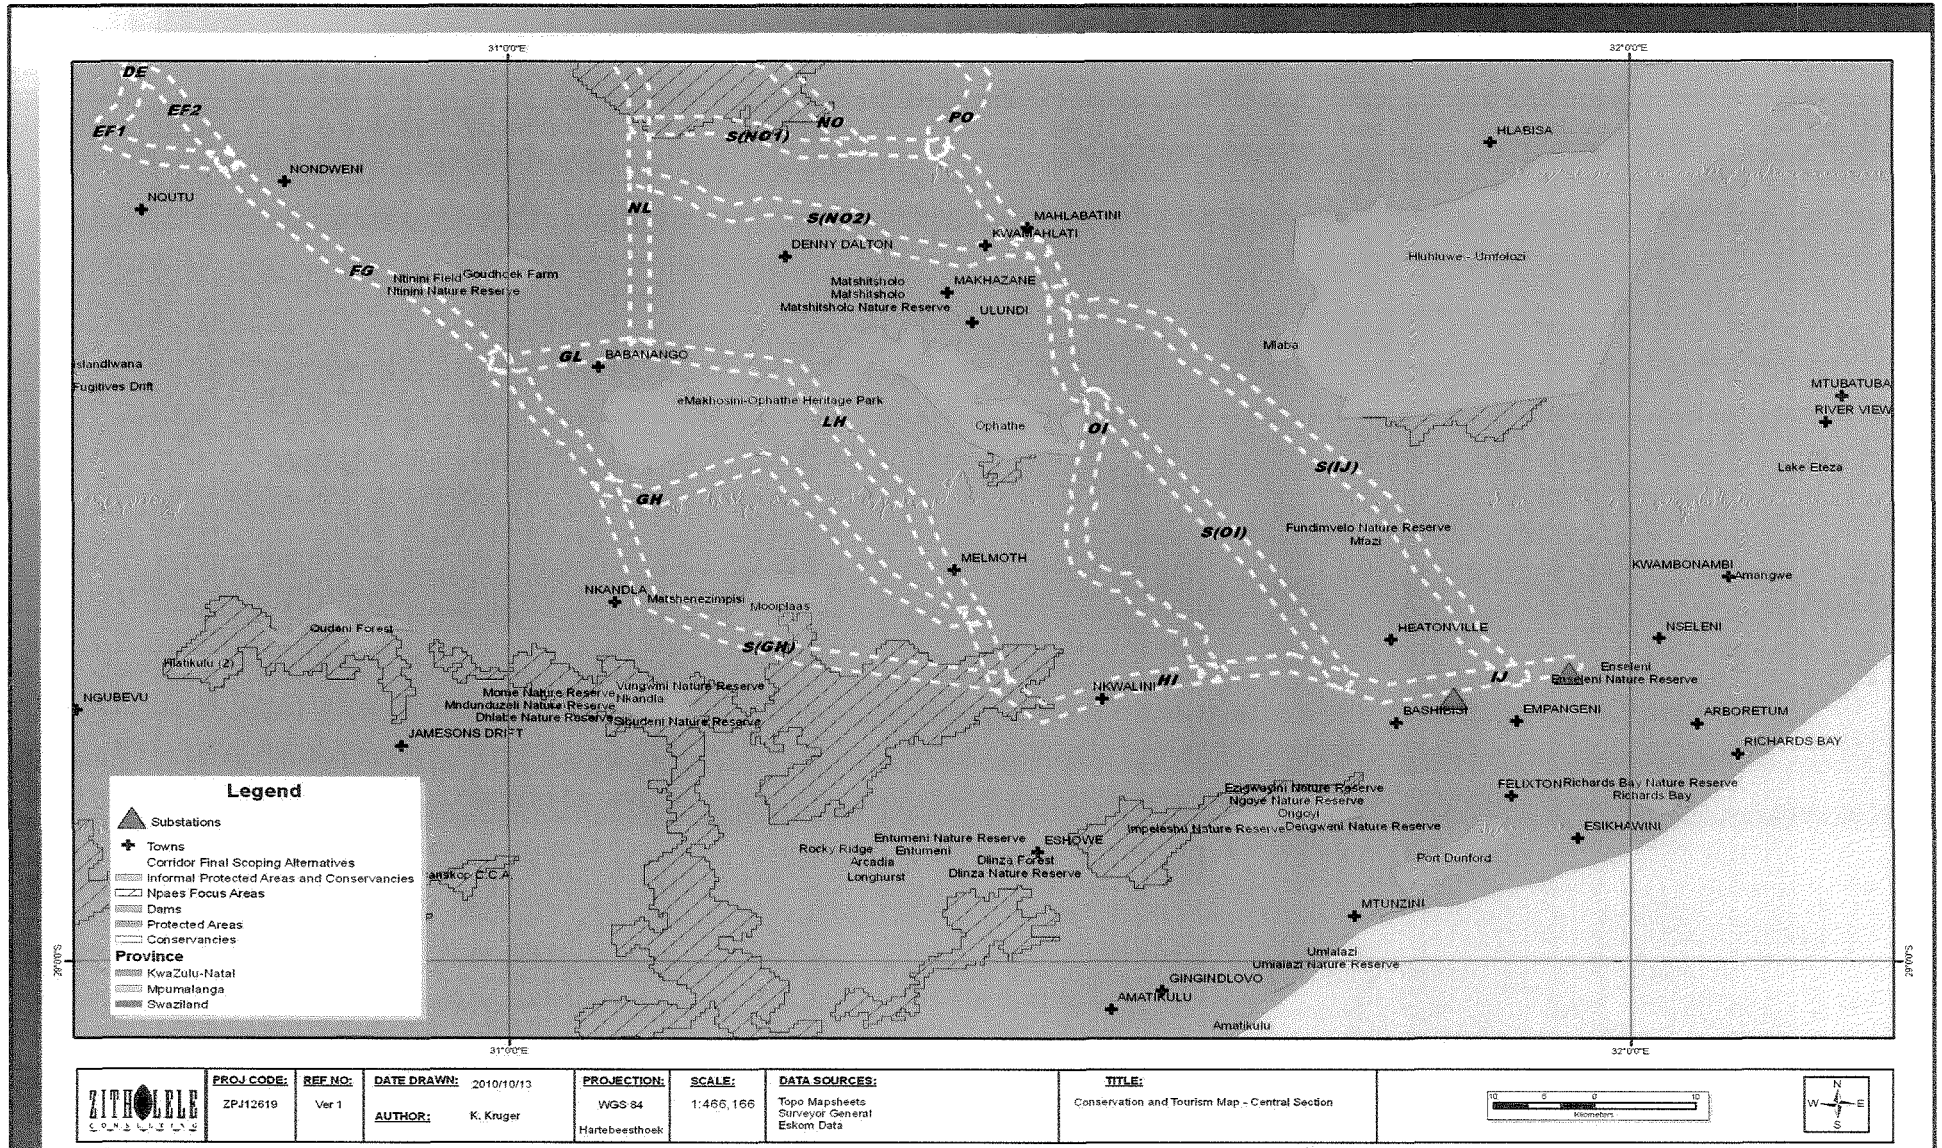 31°0'0"E
32°0'0"E
DE
EF2
EF1
NO
PO
S(NO1)
HLABISA
NONDWENI
NQUTU
NL
S(NO2)
MAHLABATINI
KWAMAHLATI
DENNY DALTON
Hluhluwe - Umfolozi
FG
Ntinini Field
Goudhoek Farm
Ntinini Nature Reserve
Matshitsholo
Matshitsholo
Matshitsholo Nature Reserve
MAKHAZANE
ULUNDI
Mlaba
GL
BABANANGO
Fugitives Drift
MTUBATUBA
eMakhosini-Ophathe Heritage Park
LH
Ophathe
OI
RIVER VIEW
S(IJ)
Lake Eteza
GH
S(OI)
Fundimvelo Nature Reserve
Mfazi
MELMOTH
KWAMBONAMBI
Amangwe
NKANDLA
Matshenezimpisi
Mooiplaas
Qudeni Forest
HEATONVILLE
NSELENI
S(GH)
Hlatikulu (2)
Enseleni
Enseleni Nature Reserve
IJ
HI
NKWALINI
NGUBEVU
Mome Nature Reserve
Vungwini Nature Reserve
Nkandla
Mndunduzeli Nature Reserve
Dhlabe Nature Reserve
Sibudeni Nature Reserve
JAMESONS DRIFT
BASHIBISI
EMPANGENI
ARBORETUM
RICHARDS BAY
FELIXTON
Richards Bay Nature Reserve
Richards Bay
Ezigwayini Nature Reserve
Ngoye Nature Reserve
Ongoyi
Impeleshu Nature Reserve
Dengweni Nature Reserve
ESIKHAWINI
Entumeni Nature Reserve
Entumeni
ESHOWE
Rocky Ridge
Arcadia
Longhurst
Dlinza Forest
Dlinza Nature Reserve
Port Dunford
MTUNZINI
Umlalazi
Umlalazi Nature Reserve
GINGINDLOVO
AMATIKULU
Amatikulu
29°0'0"S
29°0'0"S
31°0'0"E
32°0'0"E
Legend
Substations
Towns
Corridor Final Scoping Alternatives
Informal Protected Areas and Conservancies
Npaes Focus Areas
Dams
Protected Areas
Conservancies
Province
KwaZulu-Natal
Mpumalanga
Swaziland
ZITHOLELE
CONSULTING
PROJ CODE:
ZPJ12619
REF NO:
Ver 1
DATE DRAWN: 2010/10/13
AUTHOR: K. Kruger
PROJECTION:
WGS 84
Hartebeesthoek
SCALE:
1:466,166
DATA SOURCES:
Topo Mapsheets
Surveyor General
Eskom Data
TITLE:
Conservation and Tourism Map - Central Section
10 5 0 10
Kilometers
N
W E
S